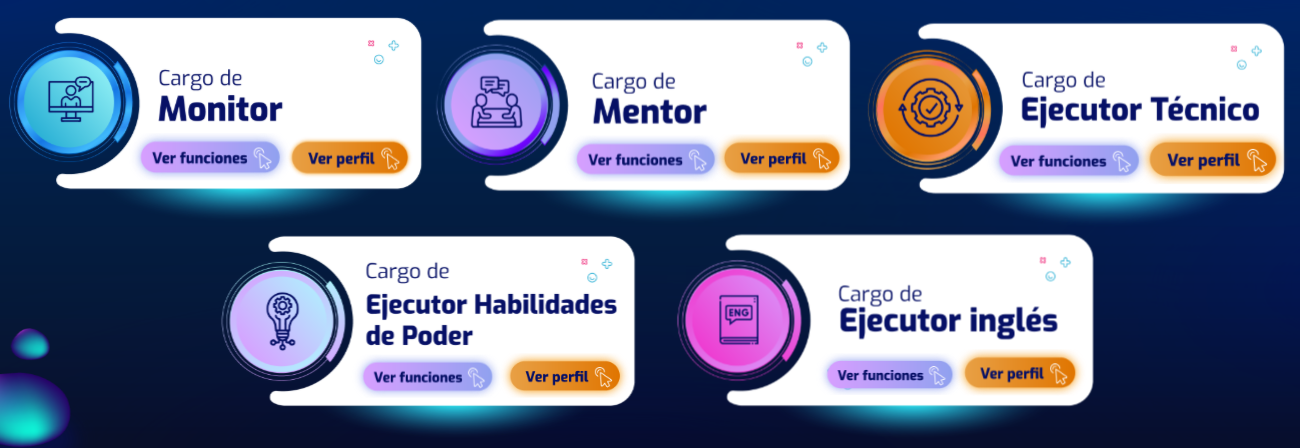 Cargo de
Monitor
Ver funciones
Ver perfil
Cargo de
Mentor
Ver funciones
Ver perfil
Cargo de
Ejecutor Técnico
Ver funciones
Ver perfil
Cargo de
Ejecutor Habilidades
de Poder
Ver funciones
Ver perfil
ENG
Cargo de
Ejecutor inglés
Ver funciones
Ver perfil